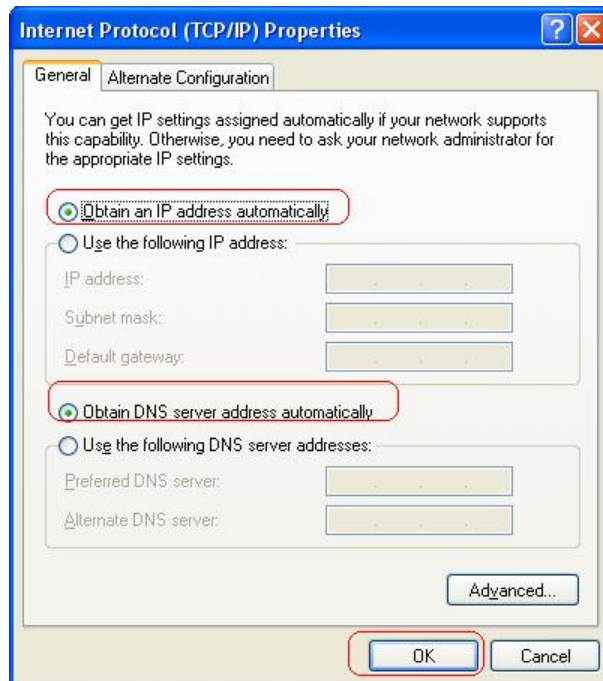 Internet Protocol (TCP/IP) Properties
General
Alternate Configuration
You can get IP settings assigned automatically if your network supports
this capability. Otherwise, you need to ask your network administrator for
the appropriate IP settings.
Obtain an IP address automatically
Use the following IP address:
IP address:
Subnet mask:
Default gateway:
Obtain DNS server address automatically
Use the following DNS server addresses:
Preferred DNS server:
Alternate DNS server:
Advanced...
OK
Cancel